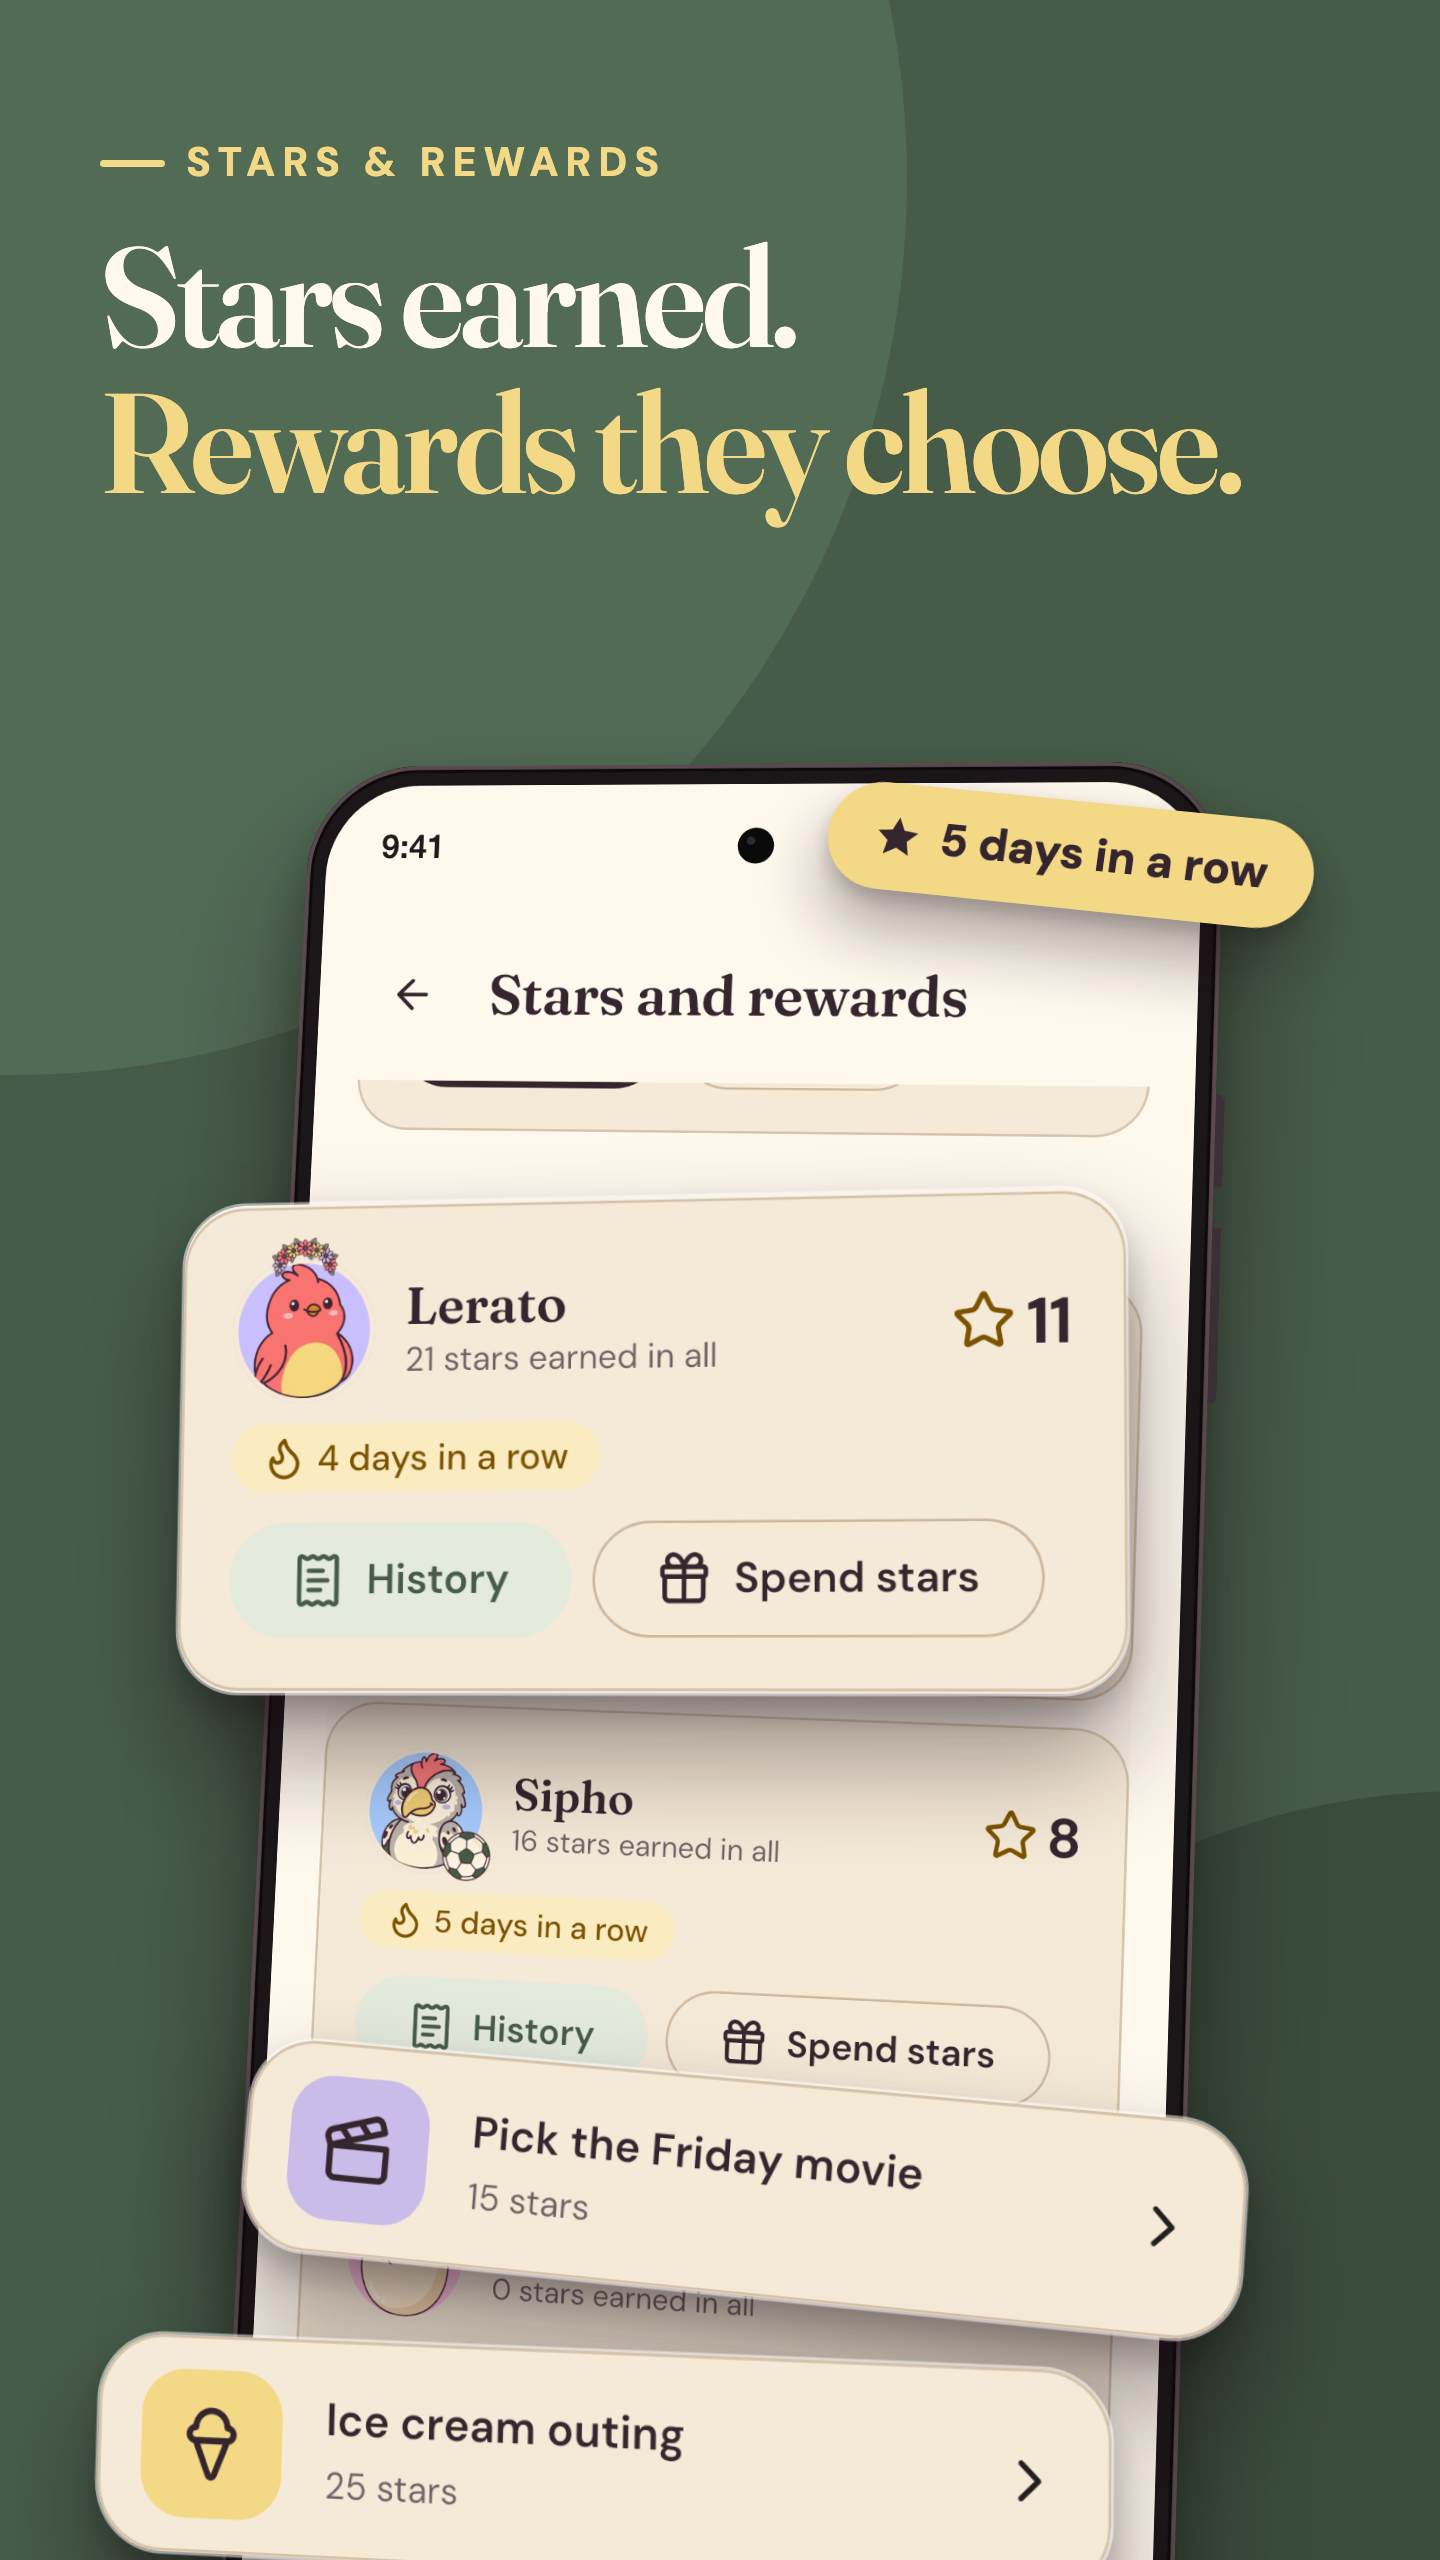 STARS & REWARDS
Stars earned.
Rewards they choose.
9:41
5 days in a row
Stars and rewards
Lerato
11
21 stars earned in all
4 days in a row
History
Spend stars
Sipho
8
16 stars earned in all
5 days in a row
History
Spend stars
Pick the Friday movie
15 stars
0 stars earned in all
Ice cream outing
25 stars